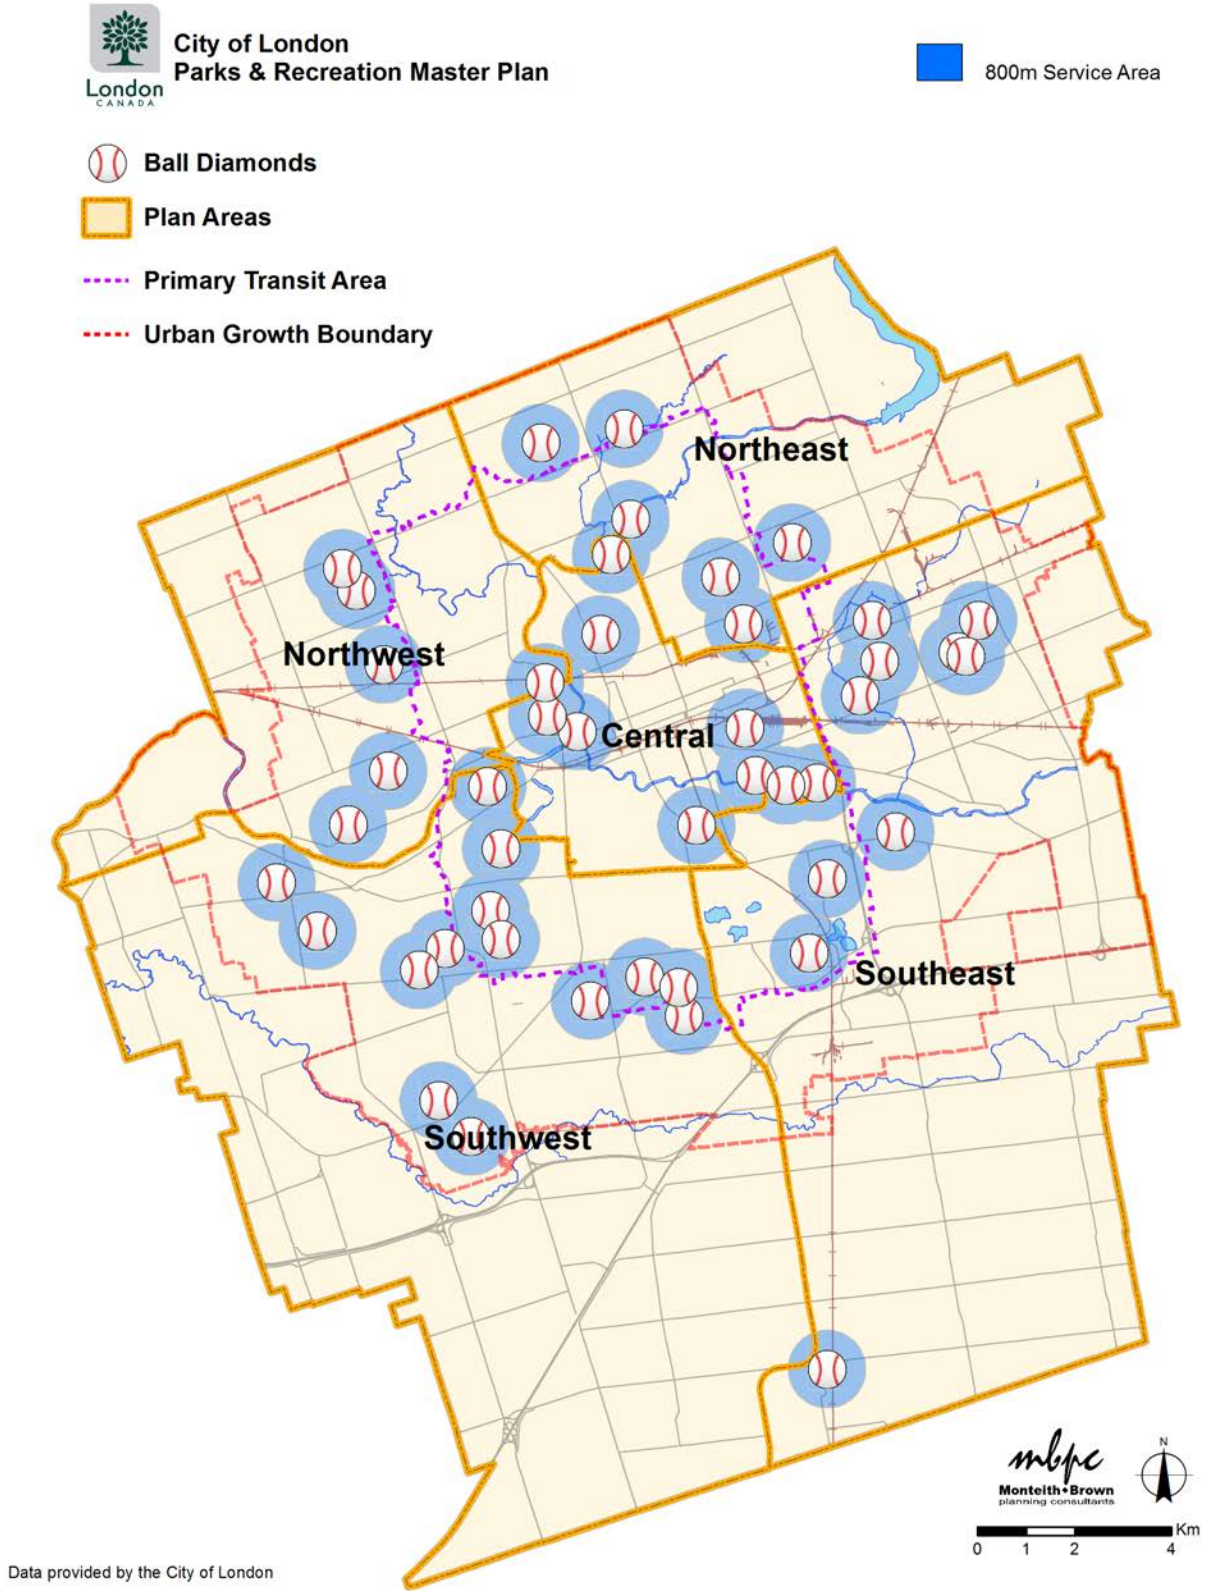 City of London
Parks & Recreation Master Plan
London
CANADA
800m Service Area
Ball Diamonds
Plan Areas
Primary Transit Area
Urban Growth Boundary
Northeast
Northwest
Central
Southeast
Southwest
mbpc
Monteith♦Brown
planning consultants
N
Km
0 1 2 4
Data provided by the City of London